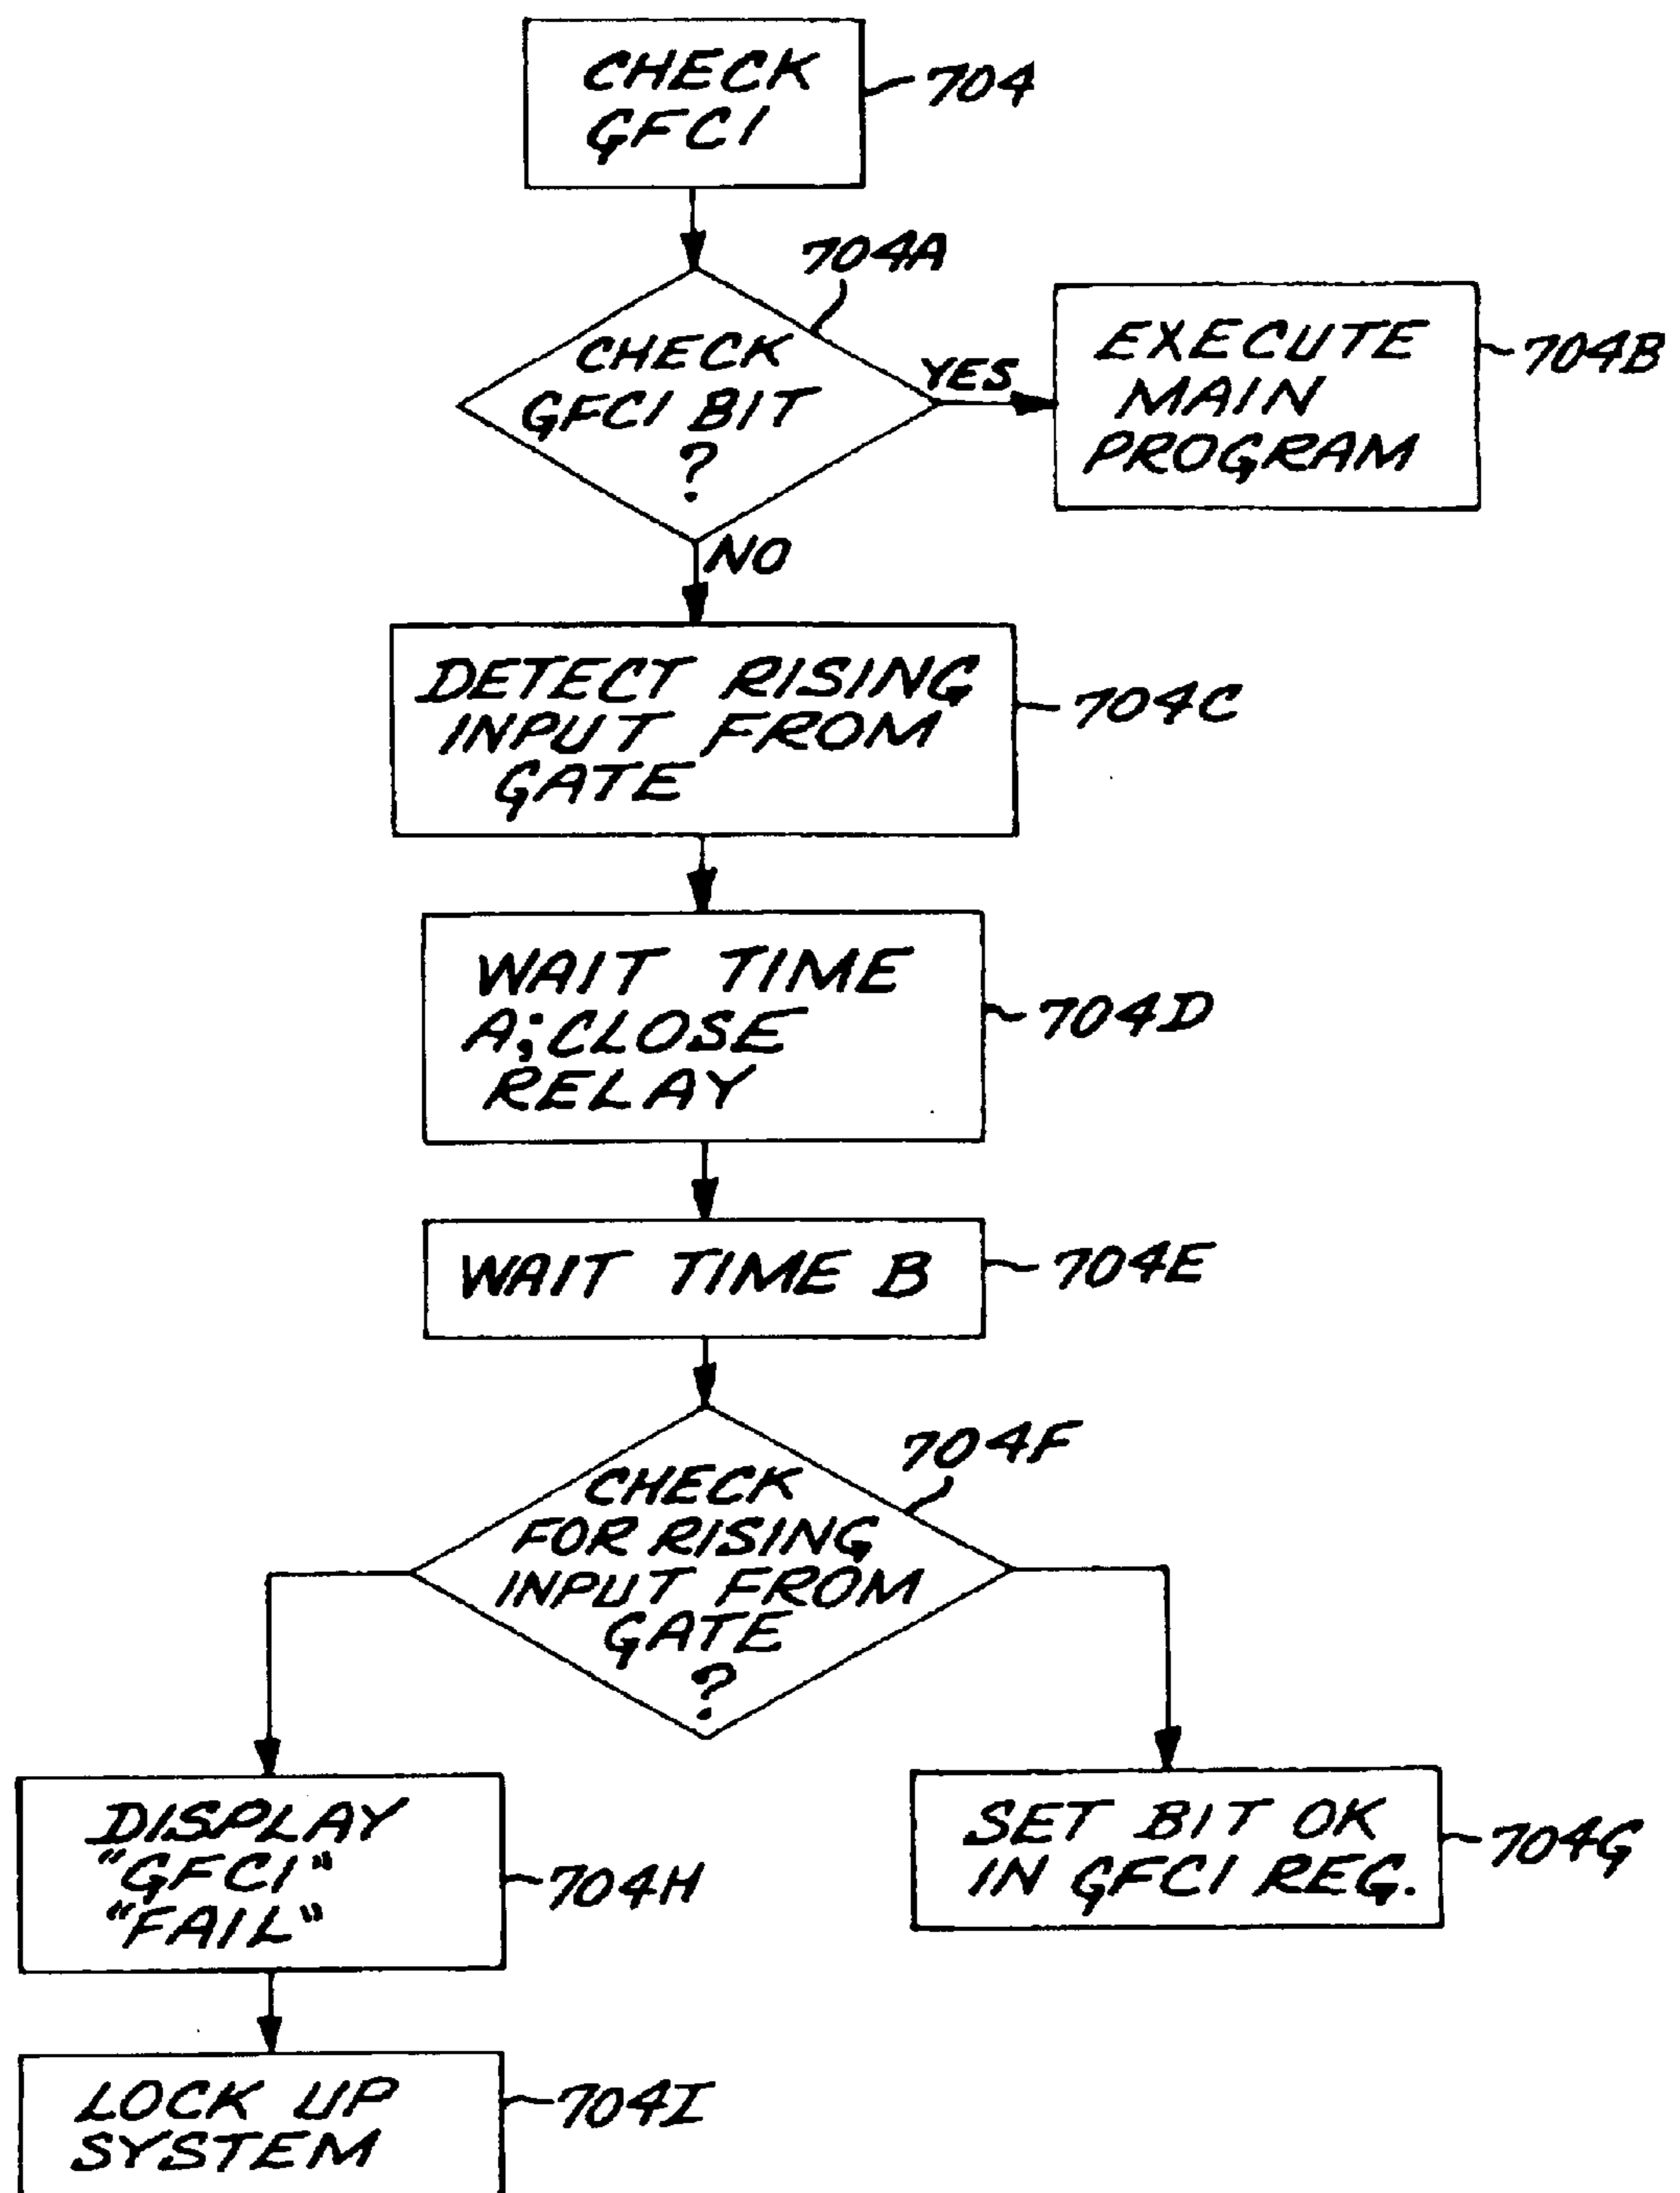 CHECK
GFCI
704
704A
CHECK
GFCI BIT
?
YES
EXECUTE
MAIN
PROGRAM
704B
NO
DETECT RISING
INPUT FROM
GATE
704C
WAIT TIME
A; CLOSE
RELAY
704D
WAIT TIME B
704E
704F
CHECK
FOR RISING
INPUT FROM
GATE
?
DISPLAY
"GFCI"
"FAIL"
704H
SET BIT OK
IN GFCI REG.
704G
LOCK UP
SYSTEM
704I